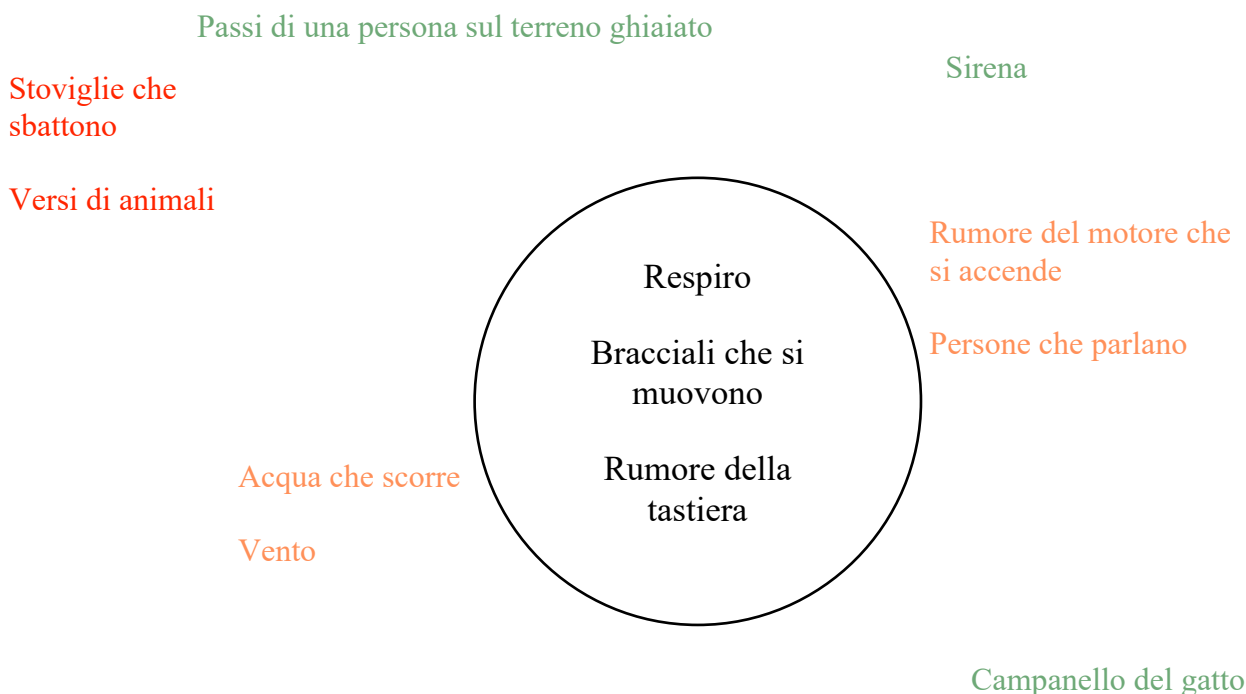 Passi di una persona sul terreno ghiaiato
Sirena
Stoviglie che
sbattono
Versi di animali
Rumore del motore che
si accende
Persone che parlano
Respiro
Bracciali che si
muovono
Rumore della
tastiera
Acqua che scorre
Vento
Campanello del gatto